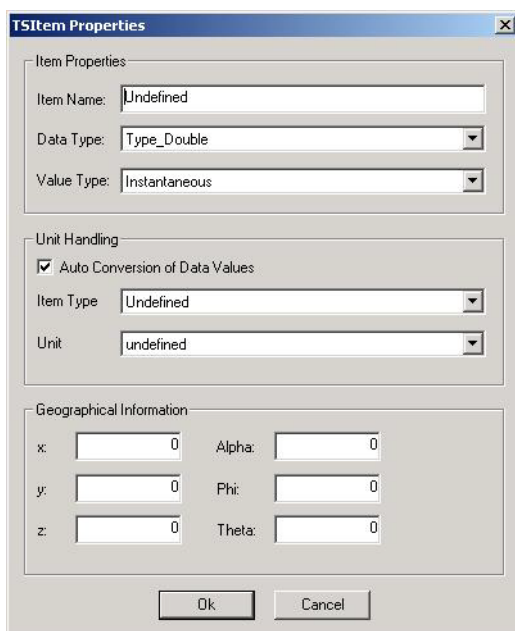 TSItem Properties
Item Properties
Item Name: Undefined
Data Type: Type_Double
Value Type: Instantaneous
Unit Handling
Auto Conversion of Data Values
Item Type Undefined
Unit undefined
Geographical Information
x: 0 Alpha: 0
y: 0 Phi: 0
z: 0 Theta: 0
Ok Cancel